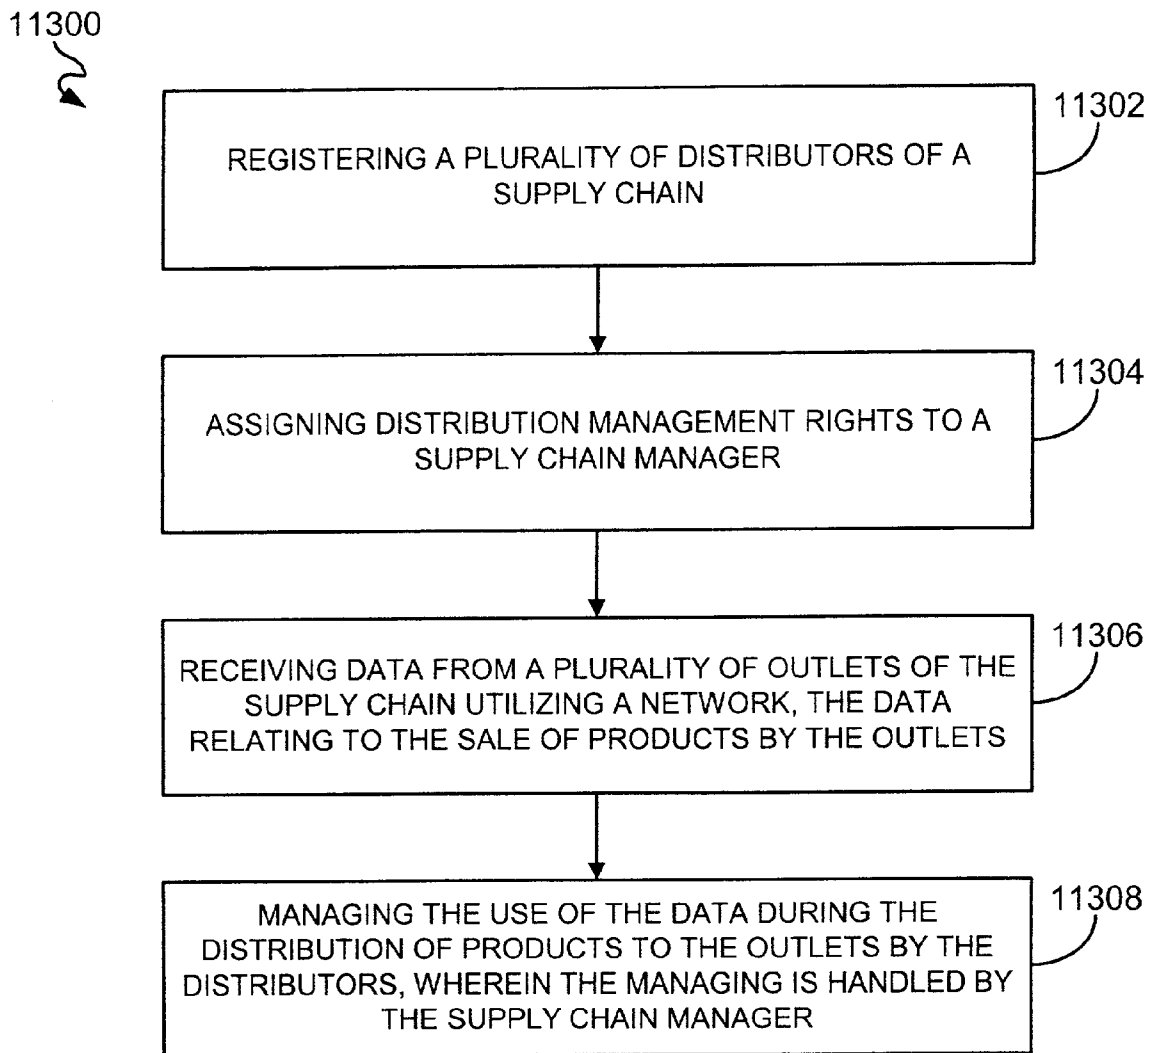 11300
11302
REGISTERING A PLURALITY OF DISTRIBUTORS OF A
SUPPLY CHAIN
11304
ASSIGNING DISTRIBUTION MANAGEMENT RIGHTS TO A
SUPPLY CHAIN MANAGER
11306
RECEIVING DATA FROM A PLURALITY OF OUTLETS OF THE
SUPPLY CHAIN UTILIZING A NETWORK, THE DATA
RELATING TO THE SALE OF PRODUCTS BY THE OUTLETS
11308
MANAGING THE USE OF THE DATA DURING THE
DISTRIBUTION OF PRODUCTS TO THE OUTLETS BY THE
DISTRIBUTORS, WHEREIN THE MANAGING IS HANDLED BY
THE SUPPLY CHAIN MANAGER